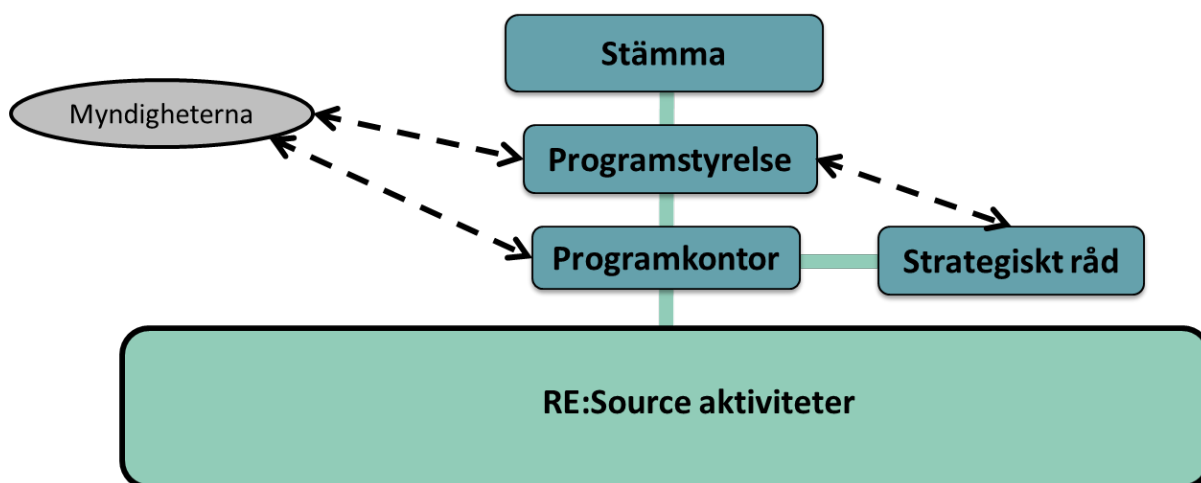 Stämma
Myndigheterna
Programstyrelse
Programkontor
Strategiskt råd
RE:Source aktiviteter